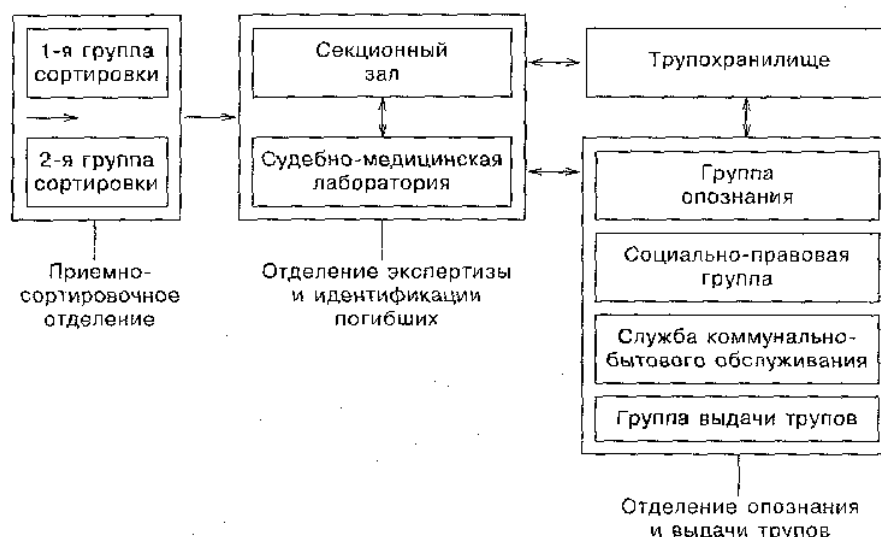 1-я группа
сортировки
2-я группа
сортировки
Приемно-
сортировочное
отделение
Секционный
зал
Судебно-медицинская
лаборатория
Отделение экспертизы
и идентификации
погибших
Трупохранилище
Группа
опознания
Социально-правовая
группа
Служба коммунально-
бытового обслуживания
Группа выдачи трупов
Отделение опознания
и выдачи трупов